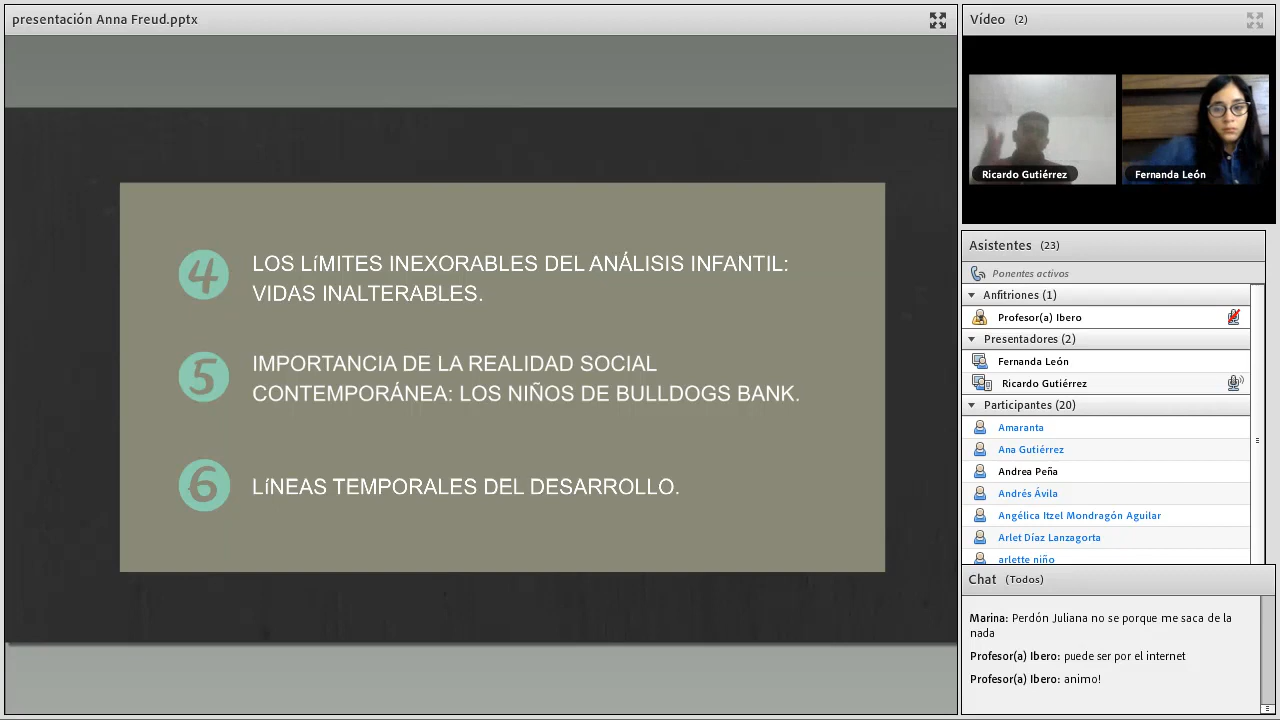 presentación Anna Freud.pptx
4
LOS LíMITES INEXORABLES DEL ANÁLISIS INFANTIL:
VIDAS INALTERABLES.
5
IMPORTANCIA DE LA REALIDAD SOCIAL
CONTEMPORÁNEA: LOS NIÑOS DE BULLDOGS BANK.
6
LíNEAS TEMPORALES DEL DESARROLLO.
Vídeo (2)
Ricardo Gutiérrez
Fernanda León
Asistentes (23)
Ponentes activos
Anfitriones (1)
Profesor(a) Ibero
Presentadores (2)
Fernanda León
Ricardo Gutiérrez
Participantes (20)
Amaranta
Ana Gutiérrez
Andrea Peña
Andrés Ávila
Angélica Itzel Mondragón Aguilar
Arlet Díaz Lanzagorta
arlette niño
Chat (Todos)
Marina: Perdón Juliana no se porque me saca de la
nada
Profesor(a) Ibero: puede ser por el internet
Profesor(a) Ibero: animo!